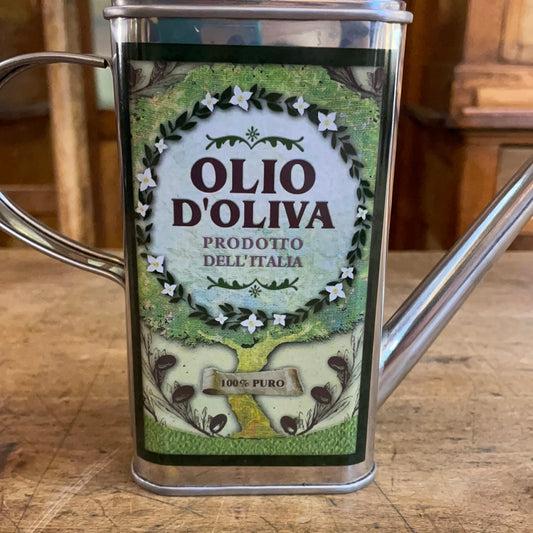 OLIO
D'OLIVA
PRODOTTO
DELL'ITALIA
100% PURO